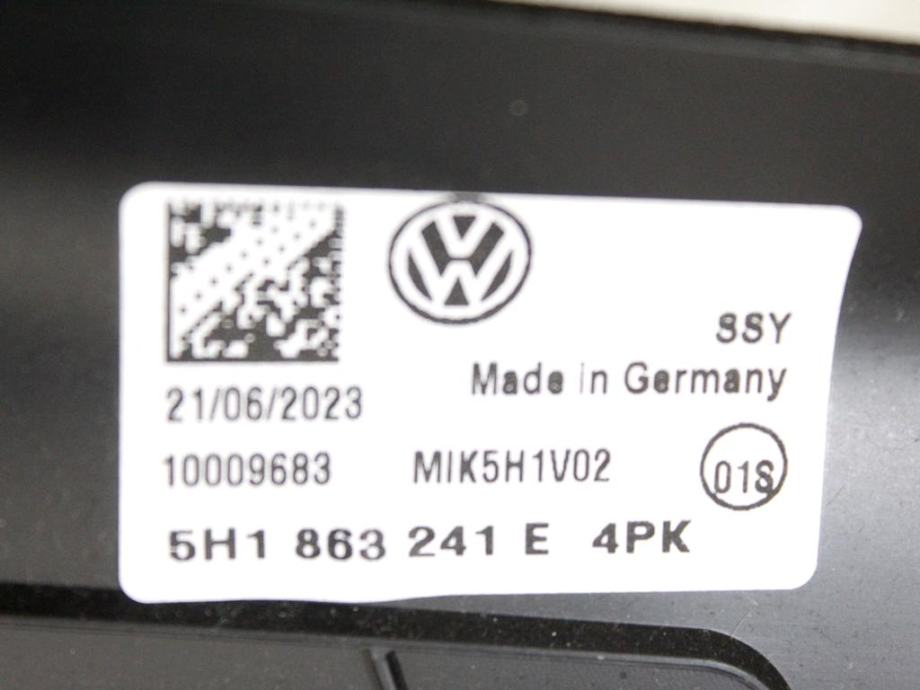 SSY
Made in Germany
21/06/2023
10009683 MIK5H1V02 01S
5H1 863 241 E 4PK